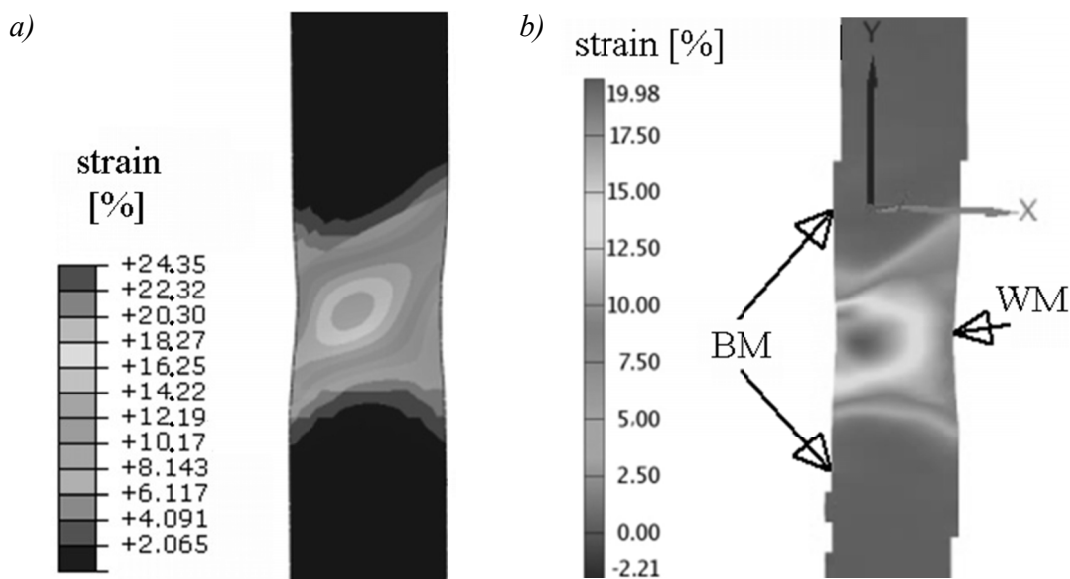 a)
strain
[%]
+24.35
+22.32
+20.30
+18.27
+16.25
+14.22
+12.19
+10.17
+8.143
+6.117
+4.091
+2.065
b)
strain [%]
19.98
17.50
15.00
12.50
10.00
7.50
5.00
2.50
0.00
-2.21
Y
X
WM
BM